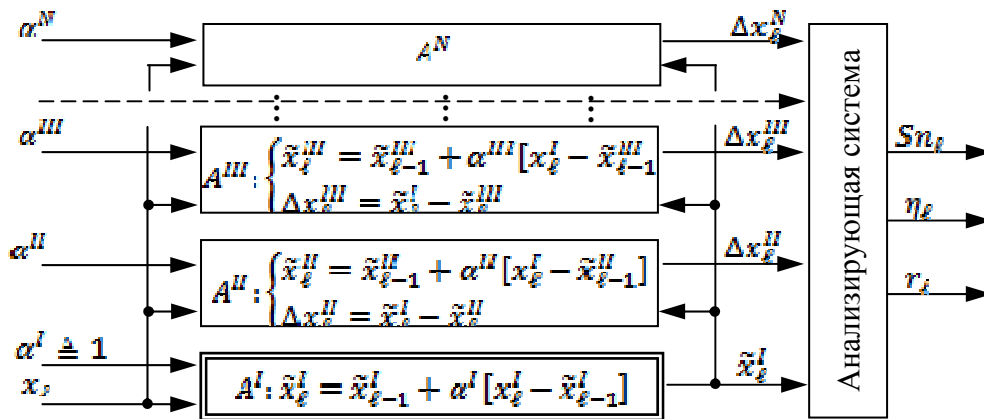 α^N
A^N
Δx_ℓ^N
α^III
A^III: { x̃_ℓ^III = x̃_{ℓ-1}^III + α^III [x_ℓ^I − x̃_{ℓ-1}^III
Δx_ℓ^III = x̃_ℓ^I − x̃_ℓ^III
Δx_ℓ^III
α^II
A^II: { x̃_ℓ^II = x̃_{ℓ-1}^II + α^II [x_ℓ^I − x̃_{ℓ-1}^II]
Δx_ℓ^II = x̃_ℓ^I − x̃_ℓ^II
Δx_ℓ^II
α^I ≜ 1
x_ℓ
A^I: x̃_ℓ^I = x̃_{ℓ-1}^I + α^I [x_ℓ^I − x̃_{ℓ-1}^I]
x̃_ℓ^I
Анализирующая система
Sn_ℓ
η_ℓ
r_ℓ